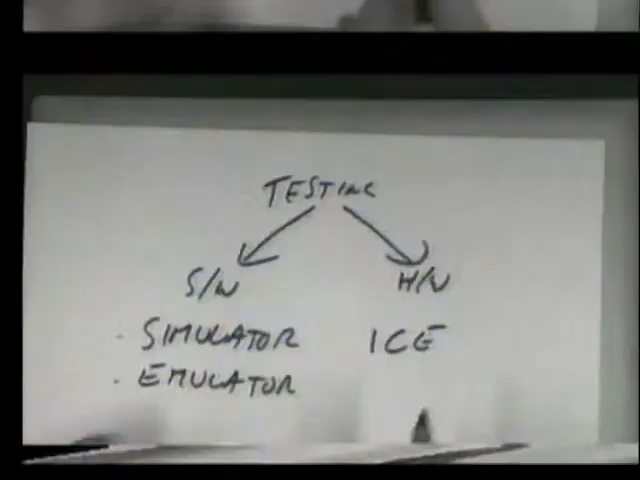 TESTING
S/W H/W
· SIMULATOR ICE
· EMULATOR